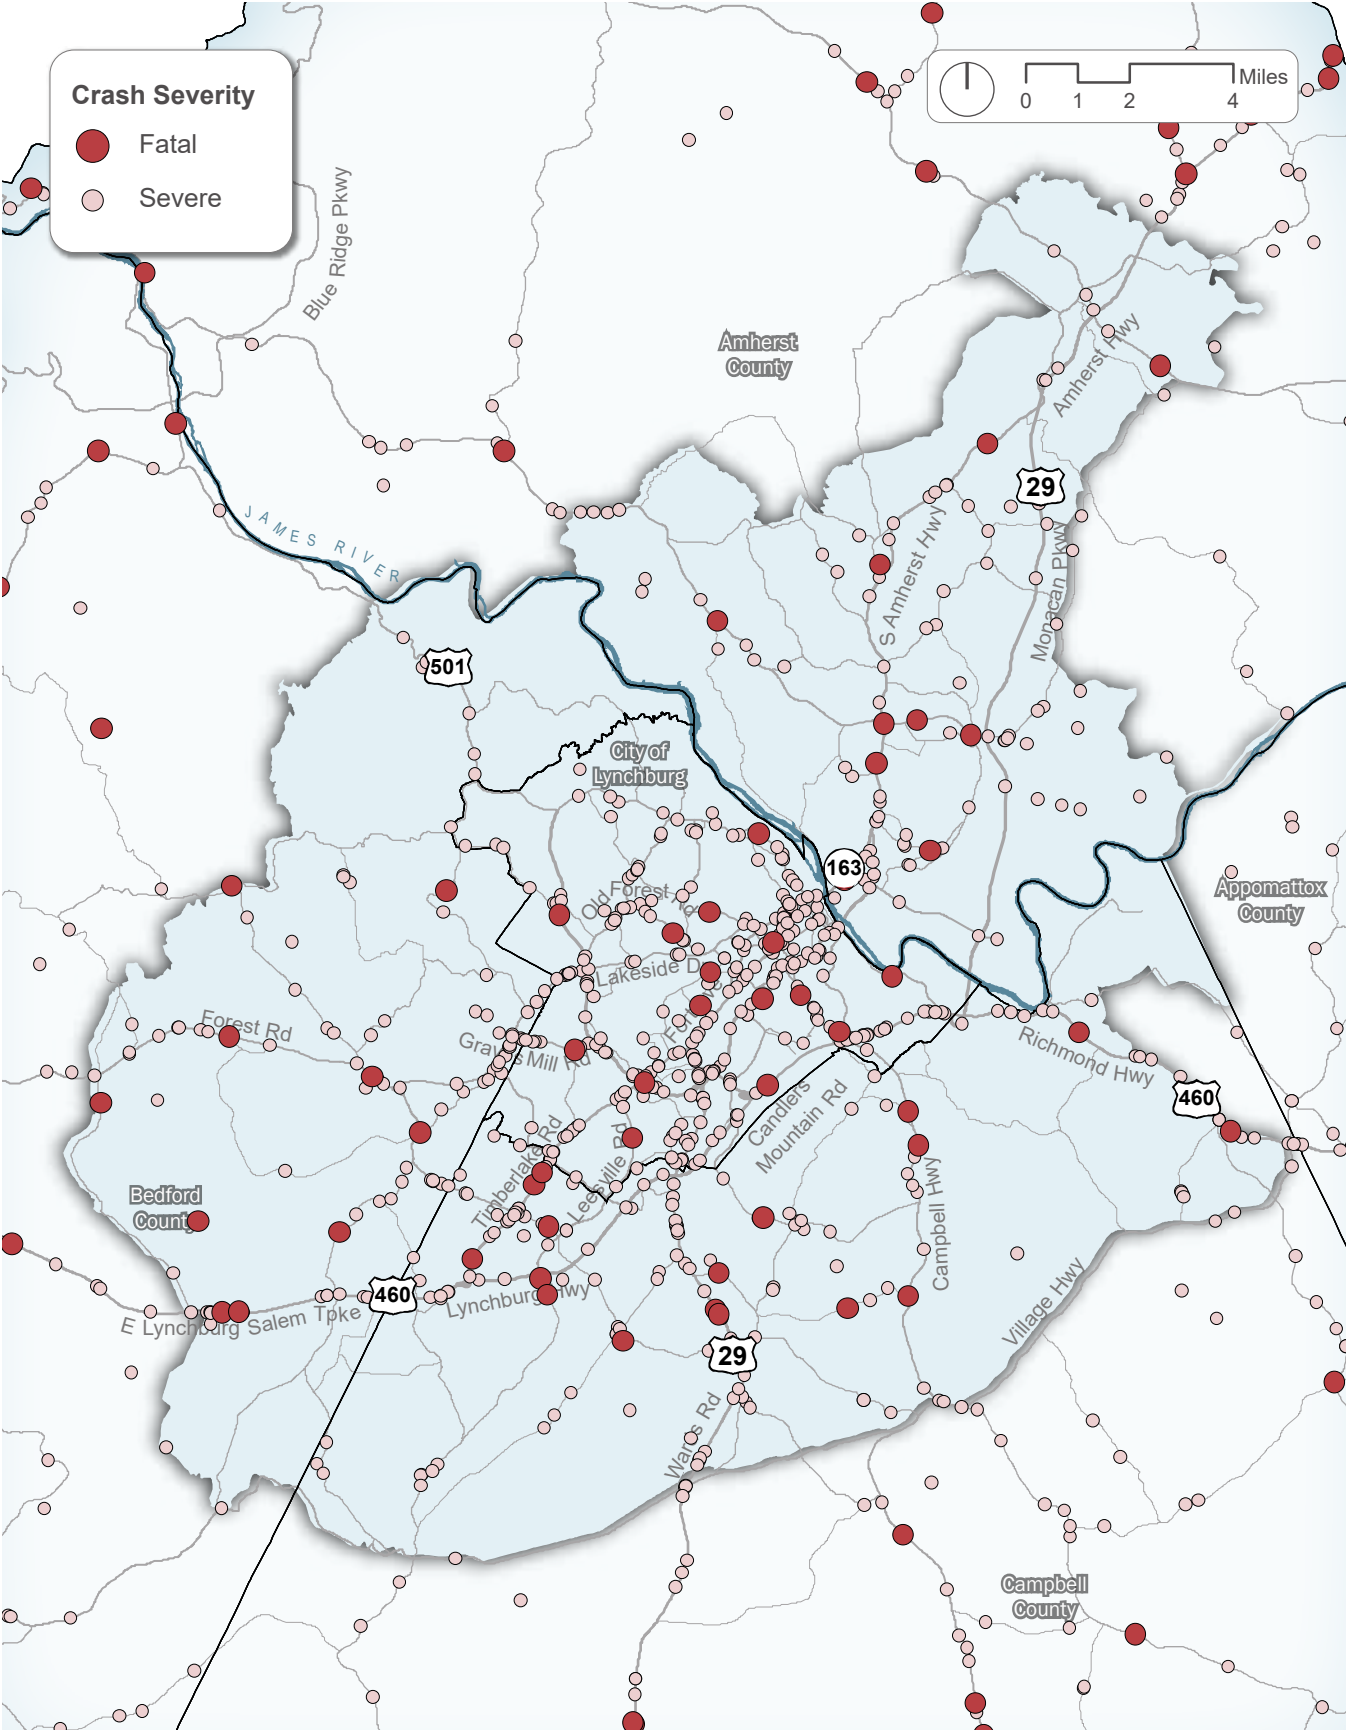 Crash Severity
Fatal
Severe
Miles
0 1 2 4
Blue Ridge Pkwy
Amherst
County
Amherst Hwy
29
JAMES RIVER
S Amherst Hwy
Monacan Pkwy
501
City of
Lynchburg
163
Old Forest
Appomattox
County
Lakeside D
Forest Rd
Graves Mill Rd
Richmond Hwy
460
Candlers
Mountain Rd
Timberlake Rd
Leesville Rd
Campbell Hwy
Bedford
County
460
Lynchburg Hwy
E Lynchburg Salem Tpke
Village Hwy
29
Wards Rd
Campbell
County